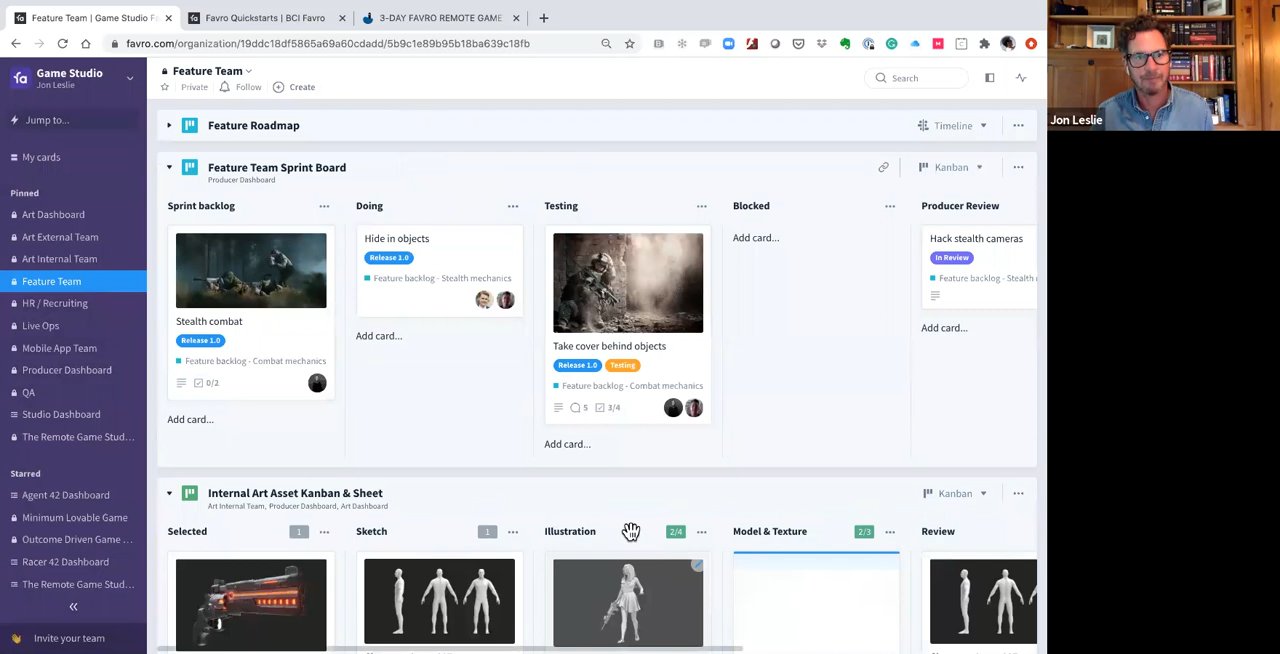 Feature Team | Game Studio F
Favro Quickstarts | BCI Favro
3-DAY FAVRO REMOTE GAME
favro.com/organization/19ddc18df5865a69a60cdadd/5b9c1e89b95b18ba639c18fb
Game Studio
Jon Leslie
Jump to...
My cards
Pinned
Art Dashboard
Art External Team
Art Internal Team
Feature Team
HR / Recruiting
Live Ops
Mobile App Team
Producer Dashboard
QA
Studio Dashboard
The Remote Game Stud...
Starred
Agent 42 Dashboard
Minimum Lovable Game
Outcome Driven Game ...
Racer 42 Dashboard
The Remote Game Stud...
Invite your team
Feature Team
Private
Follow
Create
Search
Feature Roadmap
Timeline
Feature Team Sprint Board
Producer Dashboard
Kanban
Sprint backlog
Stealth combat
Release 1.0
Feature backlog - Combat mechanics
0/2
Add card...
Doing
Hide in objects
Release 1.0
Feature backlog - Stealth mechanics
Add card...
Testing
Take cover behind objects
Release 1.0 Testing
Feature backlog - Combat mechanics
5 3/4
Add card...
Blocked
Add card...
Producer Review
Hack stealth cameras
In Review
Feature backlog - Stealth
Add card...
Internal Art Asset Kanban & Sheet
Art Internal Team, Producer Dashboard, Art Dashboard
Kanban
Selected 1
Sketch 1
Illustration 2/4
Model & Texture 2/3
Review
Jon Leslie